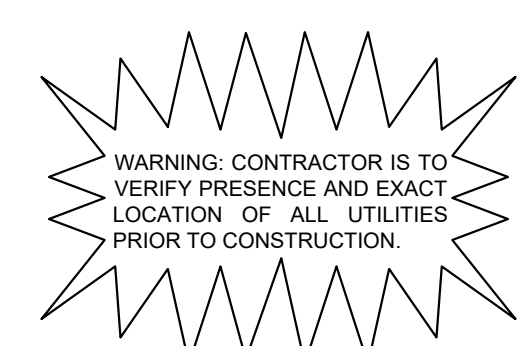 WARNING: CONTRACTOR IS TO
VERIFY PRESENCE AND EXACT
LOCATION OF ALL UTILITIES
PRIOR TO CONSTRUCTION.